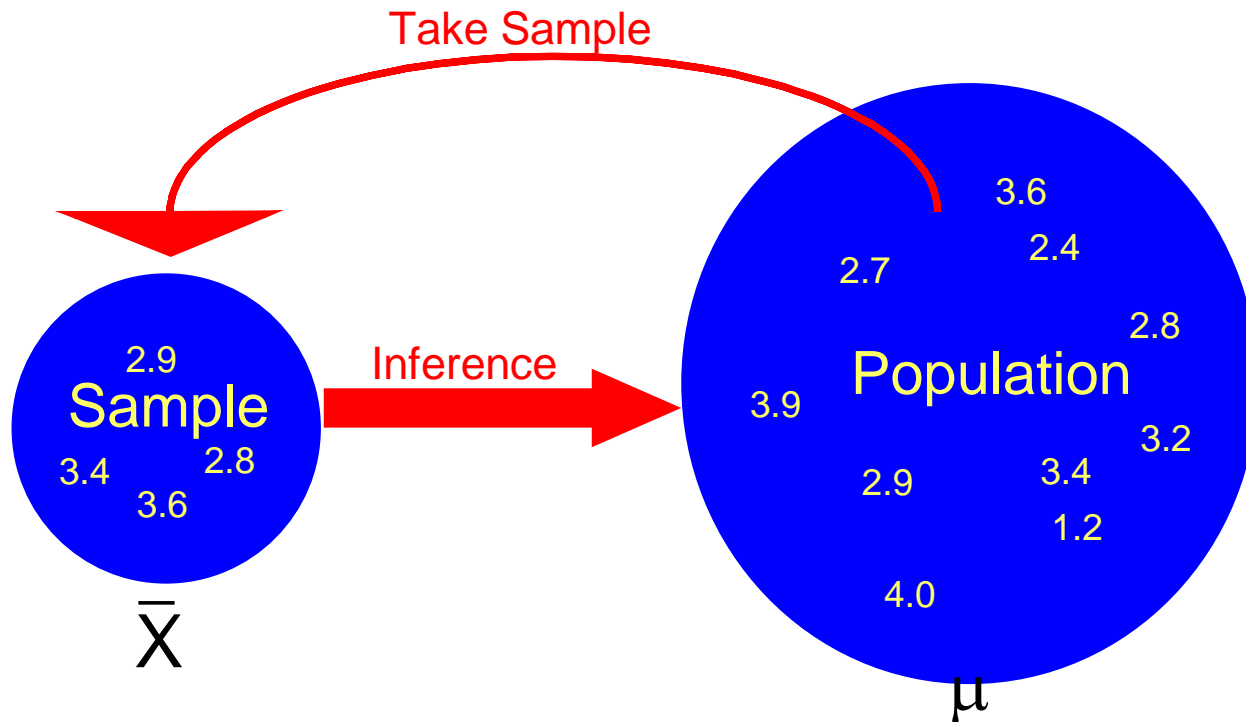 Take Sample
3.6
2.4
2.7
2.8
Population
3.9
3.2
3.4
2.9
1.2
4.0
μ
Inference
2.9
Sample
2.8
3.4
3.6
X̄